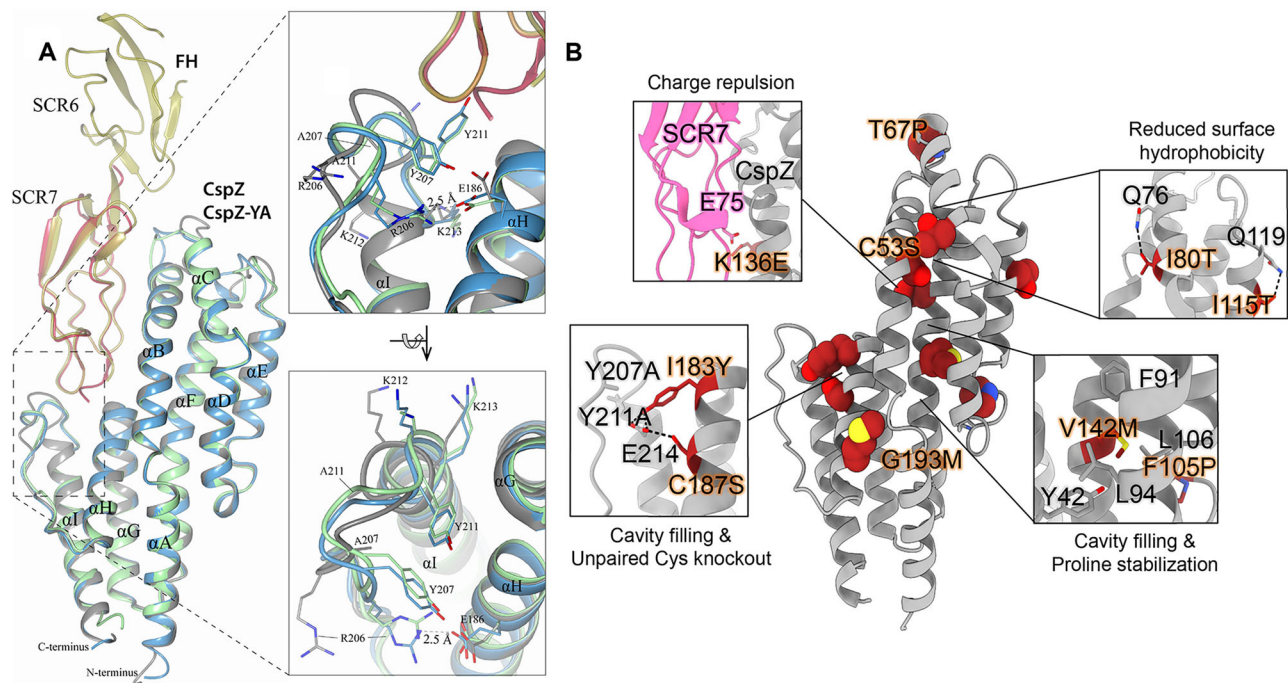 A
SCR6
FH
SCR7
CspZ
CspZ-YA
αC
αB
αE
αF
αD
αI
αH
αG
αA
C-terminus
N-terminus
A207
A211
Y211
Y207
R206
E186
2.5 Å
R206
K213
K212
αH
αI
K212
K213
A211
αG
Y211
A207
αI
Y207
αH
E186
R206
2.5 Å
B
Charge repulsion
SCR7
CspZ
E75
K136E
T67P
C53S
G193M
Reduced surface
hydrophobicity
Q76
Q119
I80T
I115T
Y207A
I183Y
Y211A
E214
C187S
Cavity filling &
Unpaired Cys knockout
F91
V142M
L106
F105P
Y42
L94
Cavity filling &
Proline stabilization